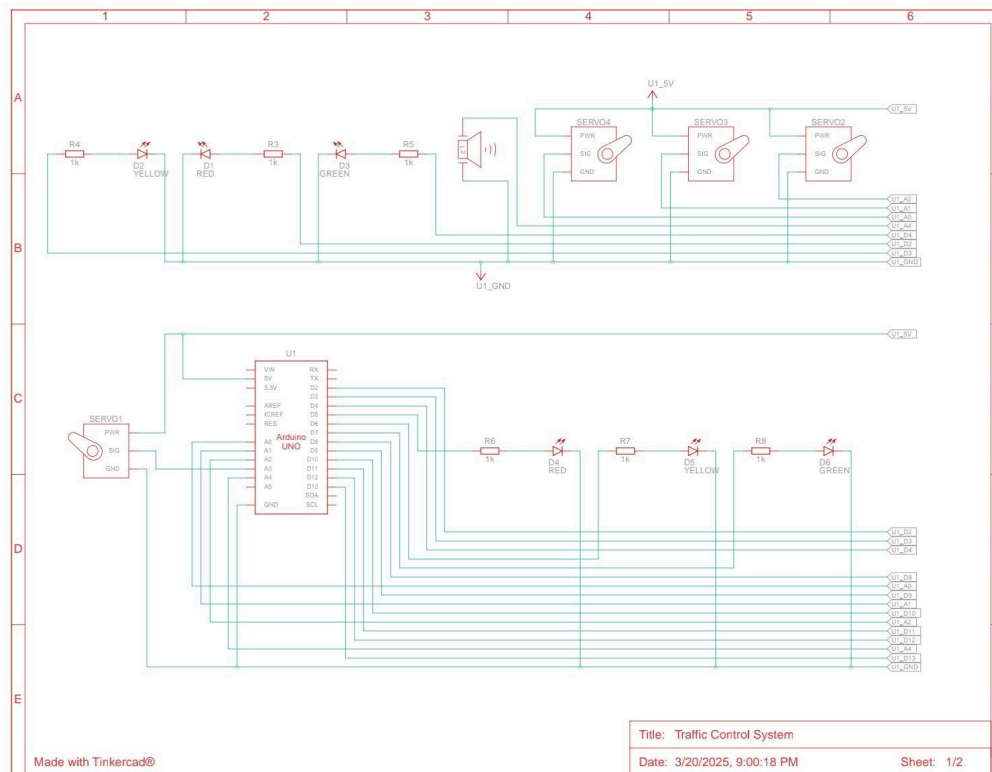 1 2 3 4 5 6
A
U1_5V
U1_5V
SERVO4 SERVO3 SERVO2
PWR PWR PWR
R4 R3 R5
SIG SIG SIG
1k D2 D1 1k D3 1k
YELLOW RED GREEN
GND GND GND
U1_A2
U1_A1
U1_A0
U1_A4
U1_D4
B
U1_D2
U1_D3
U1_GND
U1_GND
U1_5V
U1
VIN RX
5V TX
3.3V D2
C
D3
AREF D4
IOREF D5
RES D6
SERVO1
D7
PWR Arduino
UNO
A0 D8
R6 R7 R8
SIG A1 D9
1k D4 1k D5 1k D6
RED YELLOW GREEN
A2 D10
GND A3 D11
A4 D12
A5 D13
SDA
GND SCL
U1_D2
U1_D3
D
U1_D4
U1_D8
U1_A0
U1_D9
U1_A1
U1_D10
U1_A2
U1_D11
U1_D12
U1_A4
U1_D13
U1_GND
E
Title: Traffic Control System
Made with Tinkercad®
Date: 3/20/2025, 9:00:18 PM Sheet: 1/2